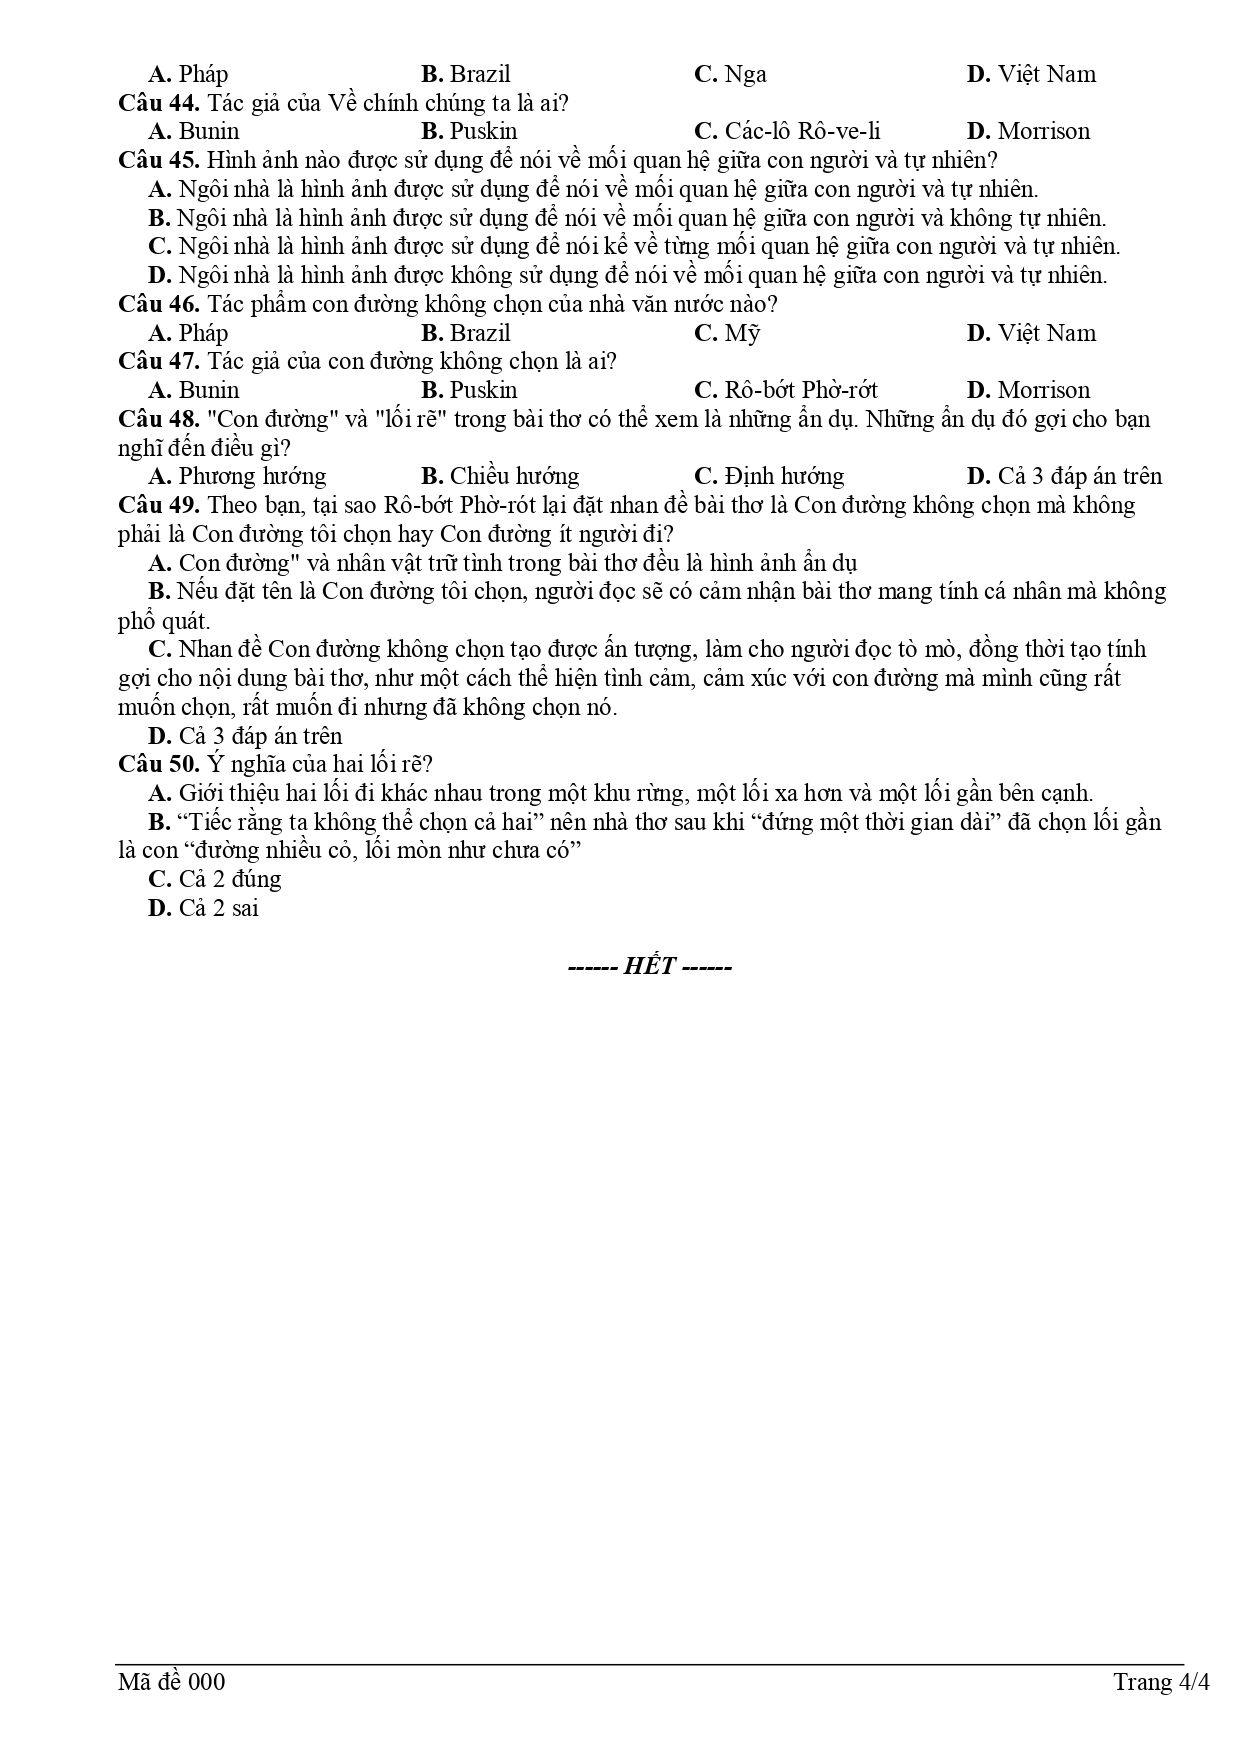 A. Pháp B. Brazil C. Nga D. Việt Nam
Câu 44. Tác giả của Về chính chúng ta là ai?
A. Bunin B. Puskin C. Các-lô Rô-ve-li D. Morrison
Câu 45. Hình ảnh nào được sử dụng để nói về mối quan hệ giữa con người và tự nhiên?
A. Ngôi nhà là hình ảnh được sử dụng để nói về mối quan hệ giữa con người và tự nhiên.
B. Ngôi nhà là hình ảnh được sử dụng để nói về mối quan hệ giữa con người và không tự nhiên.
C. Ngôi nhà là hình ảnh được sử dụng để nói kể về từng mối quan hệ giữa con người và tự nhiên.
D. Ngôi nhà là hình ảnh được không sử dụng để nói về mối quan hệ giữa con người và tự nhiên.
Câu 46. Tác phẩm con đường không chọn của nhà văn nước nào?
A. Pháp B. Brazil C. Mỹ D. Việt Nam
Câu 47. Tác giả của con đường không chọn là ai?
A. Bunin B. Puskin C. Rô-bớt Phờ-rớt D. Morrison
Câu 48. "Con đường" và "lối rẽ" trong bài thơ có thể xem là những ẩn dụ. Những ẩn dụ đó gợi cho bạn
nghĩ đến điều gì?
A. Phương hướng B. Chiều hướng C. Định hướng D. Cả 3 đáp án trên
Câu 49. Theo bạn, tại sao Rô-bớt Phờ-rót lại đặt nhan đề bài thơ là Con đường không chọn mà không
phải là Con đường tôi chọn hay Con đường ít người đi?
A. Con đường" và nhân vật trữ tình trong bài thơ đều là hình ảnh ẩn dụ
B. Nếu đặt tên là Con đường tôi chọn, người đọc sẽ có cảm nhận bài thơ mang tính cá nhân mà không
phổ quát.
C. Nhan đề Con đường không chọn tạo được ấn tượng, làm cho người đọc tò mò, đồng thời tạo tính
gợi cho nội dung bài thơ, như một cách thể hiện tình cảm, cảm xúc với con đường mà mình cũng rất
muốn chọn, rất muốn đi nhưng đã không chọn nó.
D. Cả 3 đáp án trên
Câu 50. Ý nghĩa của hai lối rẽ?
A. Giới thiệu hai lối đi khác nhau trong một khu rừng, một lối xa hơn và một lối gần bên cạnh.
B. “Tiếc rằng ta không thể chọn cả hai” nên nhà thơ sau khi “đứng một thời gian dài” đã chọn lối gần
là con “đường nhiều cỏ, lối mòn như chưa có”
C. Cả 2 đúng
D. Cả 2 sai
------ HẾT ------
Mã đề 000 Trang 4/4